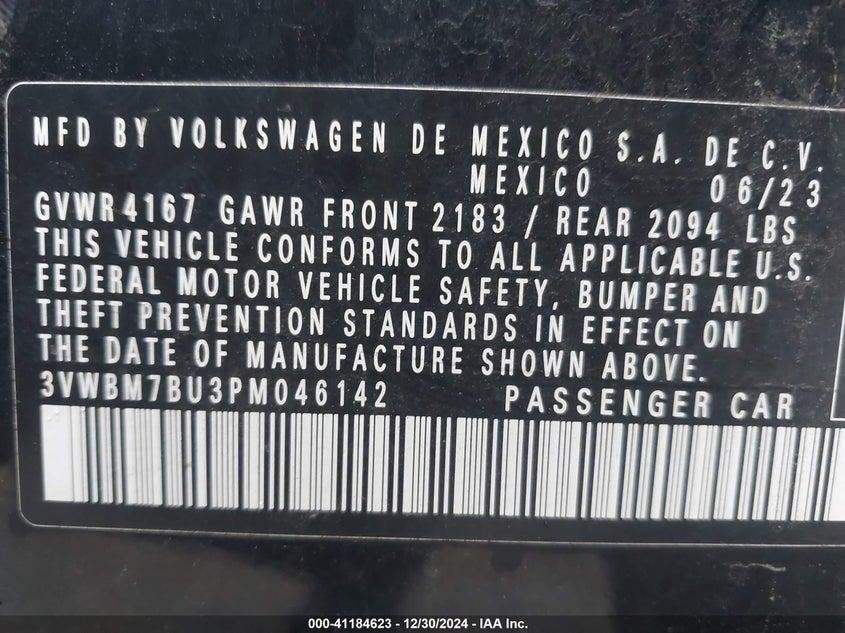 MFD BY VOLKSWAGEN DE MEXICO S.A. DE C.V.
MEXICO 06/23
GVWR 4167 GAWR FRONT 2183 / REAR 2094 LBS
THIS VEHICLE CONFORMS TO ALL APPLICABLE U.S.
FEDERAL MOTOR VEHICLE SAFETY, BUMPER AND
THEFT PREVENTION STANDARDS IN EFFECT ON
THE DATE OF MANUFACTURE SHOWN ABOVE.
3VWBM7BU3PM046142 PASSENGER CAR
000-41184623 - 12/30/2024 - IAA Inc.